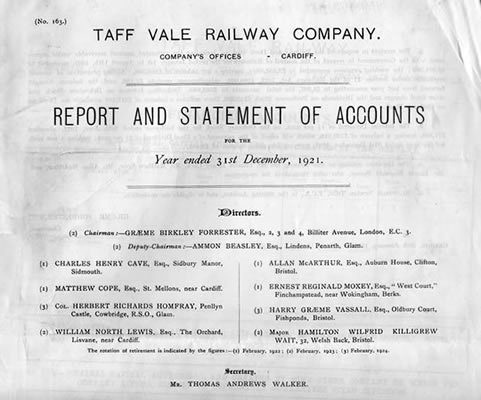 (No. 163.)
TAFF VALE RAILWAY COMPANY.
COMPANY'S OFFICES - CARDIFF.
REPORT AND STATEMENT OF ACCOUNTS
FOR THE
Year ended 31st December, 1921.
Directors.
(2) Chairman:—GRÆME BIRKLEY FORRESTER, Esq., 2, 3 and 4, Billiter Avenue, London, E.C. 3.
(2) Deputy-Chairman:—AMMON BEASLEY, Esq., Lindens, Penarth, Glam.
(1) CHARLES HENRY CAVE, Esq., Sidbury Manor,
Sidmouth.
(1) MATTHEW COPE, Esq., St. Mellons, near Cardiff.
(3) Col. HERBERT RICHARDS HOMFRAY, Penllyn
Castle, Cowbridge, R.S.O., Glam.
(2) WILLIAM NORTH LEWIS, Esq., The Orchard,
Lisvane, near Cardiff.
(1) ALLAN McARTHUR, Esq., Auburn House, Clifton,
Bristol.
(1) ERNEST REGINALD MOXEY, Esq., "West Court,"
Finchampstead, near Wokingham, Berks.
(3) HARRY GRÆME VASSALL, Esq., Oldbury Court,
Fishponds, Bristol.
(2) Major HAMILTON WILFRID KILLIGREW
WAIT, 32, Welsh Back, Bristol.
The rotation of retirement is indicated by the figures:—(1) February, 1922; (2) February, 1923; (3) February, 1924.
Secretary.
Mr. THOMAS ANDREWS WALKER.